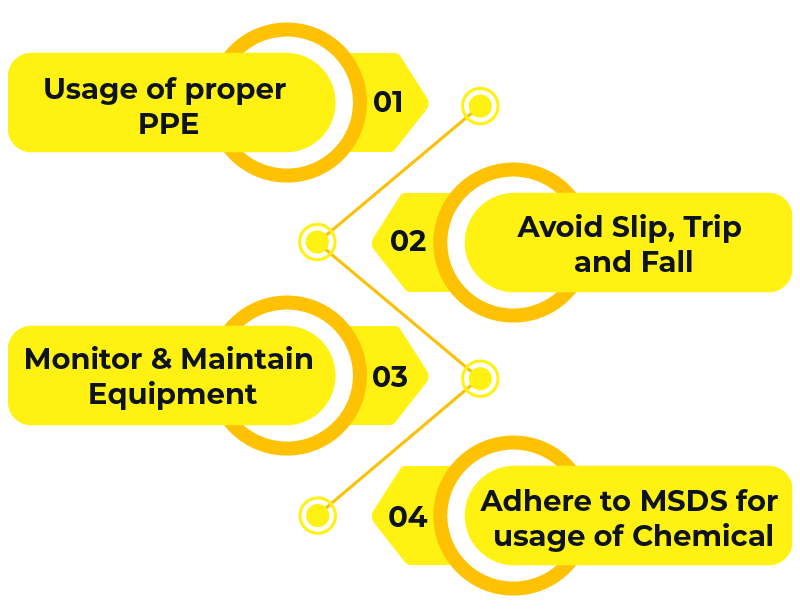 Usage of proper
PPE
01
02
Avoid Slip, Trip
and Fall
Monitor & Maintain
Equipment
03
04
Adhere to MSDS for
usage of Chemical